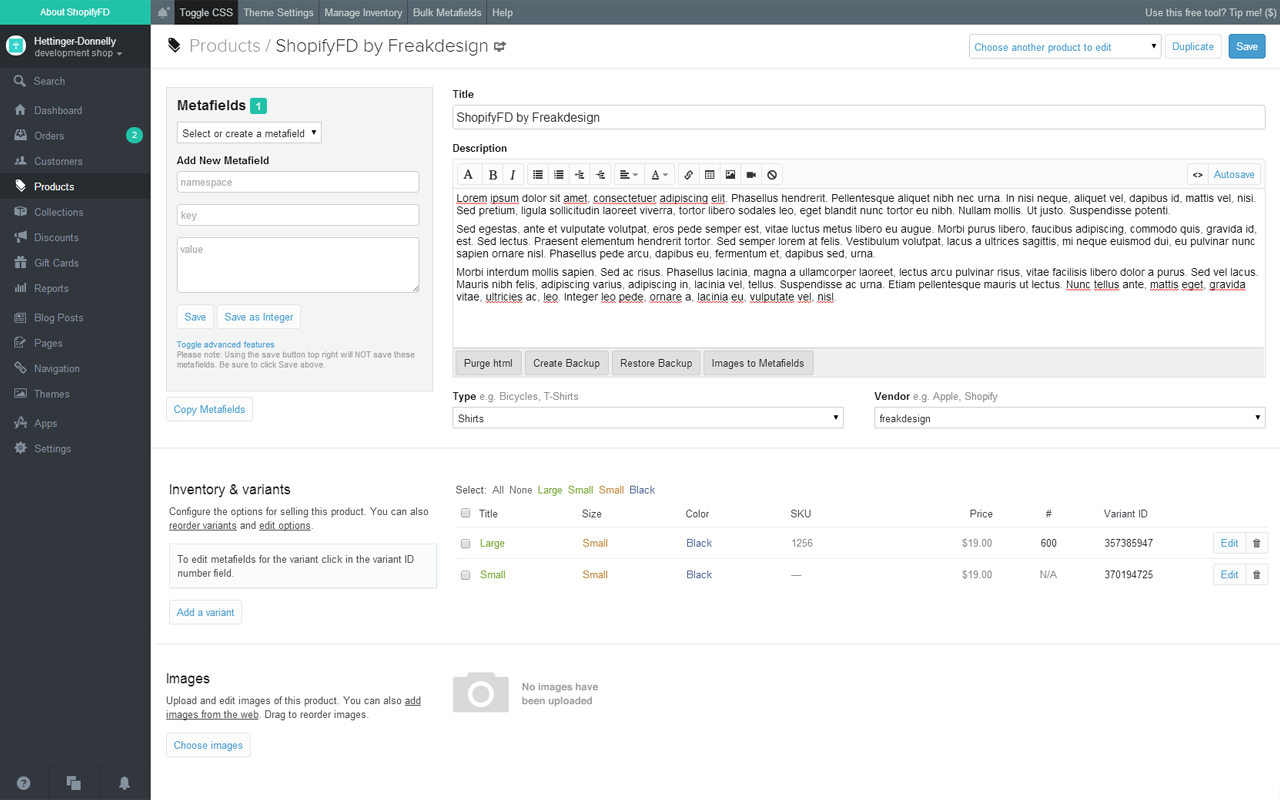 About ShopifyFD
Toggle CSS
Theme Settings
Manage Inventory
Bulk Metafields
Help
Use this free tool? Tip me! ($)
Hettinger-Donnelly
development shop
Search
Dashboard
Orders
2
Customers
Products
Collections
Discounts
Gift Cards
Reports
Blog Posts
Pages
Navigation
Themes
Apps
Settings
Products / ShopifyFD by Freakdesign
Choose another product to edit
Duplicate
Save
Metafields 1
Select or create a metafield
Add New Metafield
namespace
key
value
Save
Save as Integer
Toggle advanced features
Please note: Using the save button top right will NOT save these
metafields. Be sure to click Save above.
Copy Metafields
Title
ShopifyFD by Freakdesign
Description
A
B
I
A
<>
Autosave
Lorem ipsum dolor sit amet, consectetuer adipiscing elit. Phasellus hendrerit. Pellentesque aliquet nibh nec urna. In nisi neque, aliquet vel, dapibus id, mattis vel, nisi.
Sed pretium, ligula sollicitudin laoreet viverra, tortor libero sodales leo, eget blandit nunc tortor eu nibh. Nullam mollis. Ut justo. Suspendisse potenti.
Sed egestas, ante et vulputate volutpat, eros pede semper est, vitae luctus metus libero eu augue. Morbi purus libero, faucibus adipiscing, commodo quis, gravida id,
est. Sed lectus. Praesent elementum hendrerit tortor. Sed semper lorem at felis. Vestibulum volutpat, lacus a ultrices sagittis, mi neque euismod dui, eu pulvinar nunc
sapien ornare nisl. Phasellus pede arcu, dapibus eu, fermentum et, dapibus sed, urna.
Morbi interdum mollis sapien. Sed ac risus. Phasellus lacinia, magna a ullamcorper laoreet, lectus arcu pulvinar risus, vitae facilisis libero dolor a purus. Sed vel lacus.
Mauris nibh felis, adipiscing varius, adipiscing in, lacinia vel, tellus. Suspendisse ac urna. Etiam pellentesque mauris ut lectus. Nunc tellus ante, mattis eget, gravida
vitae, ultricies ac, leo. Integer leo pede, ornare a, lacinia eu, vulputate vel, nisl.
Purge html
Create Backup
Restore Backup
Images to Metafields
Type e.g. Bicycles, T-Shirts
Shirts
Vendor e.g. Apple, Shopify
freakdesign
Inventory & variants
Configure the options for selling this product. You can also
reorder variants and edit options.
To edit metafields for the variant click in the variant ID
number field.
Add a variant
Select: All None Large Small Small Black
Title Size Color SKU Price # Variant ID
Large Small Black 1256 $19.00 600 357385947 Edit
Small Small Black — $19.00 N/A 370194725 Edit
Images
Upload and edit images of this product. You can also add
images from the web. Drag to reorder images.
Choose images
No images have
been uploaded